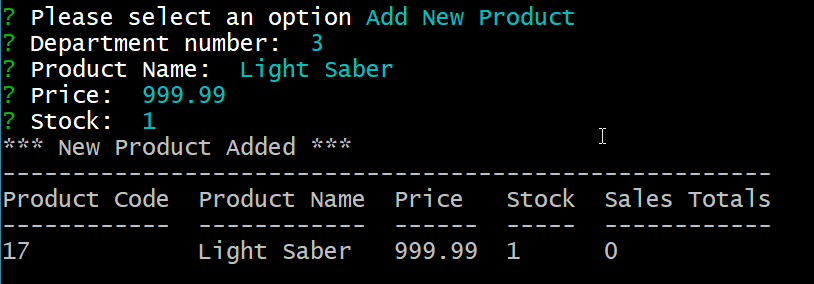 ? Please select an option Add New Product
? Department number:  3
? Product Name:  Light Saber
? Price:  999.99
? Stock:  1
*** New Product Added ***
-------------------------------------------------------
Product Code  Product Name  Price   Stock  Sales Totals
------------  ------------  ------  -----  ------------
17            Light Saber   999.99  1      0